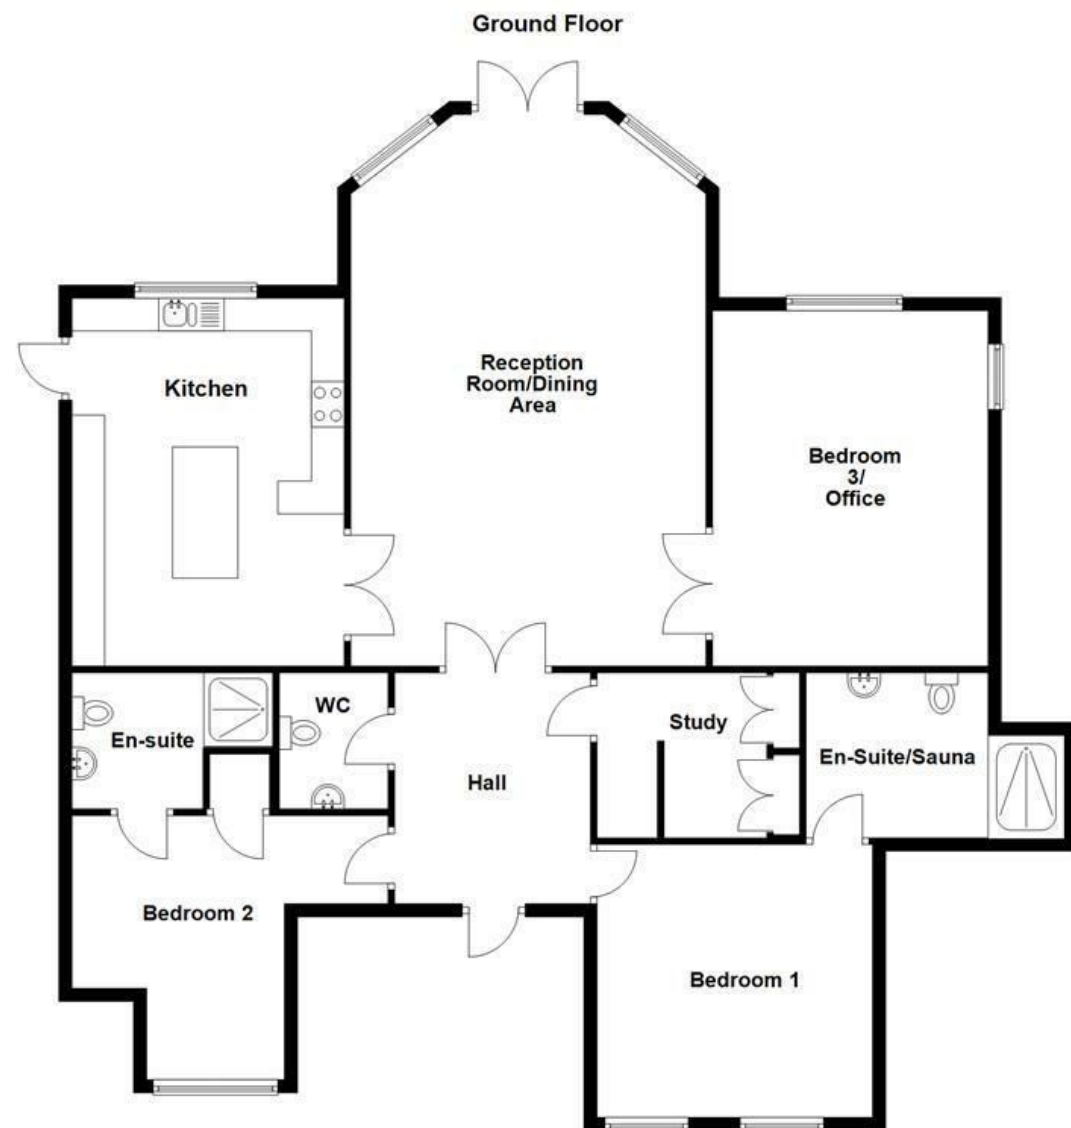 Ground Floor
Reception
Room/Dining
Area
Kitchen
Bedroom
3/
Office
WC
En-suite
Study
En-Suite/Sauna
Hall
Bedroom 2
Bedroom 1